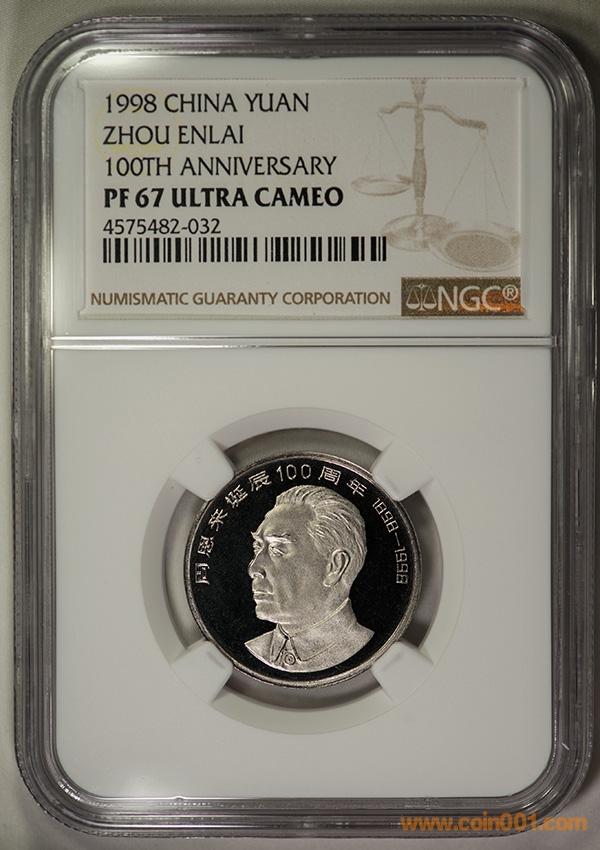 1998 CHINA YUAN
ZHOU ENLAI
100TH ANNIVERSARY
PF 67 ULTRA CAMEO
4575482-032
NUMISMATIC GUARANTY CORPORATION NGC®
周恩来诞辰100周年 1898—1998
www.coin001.com